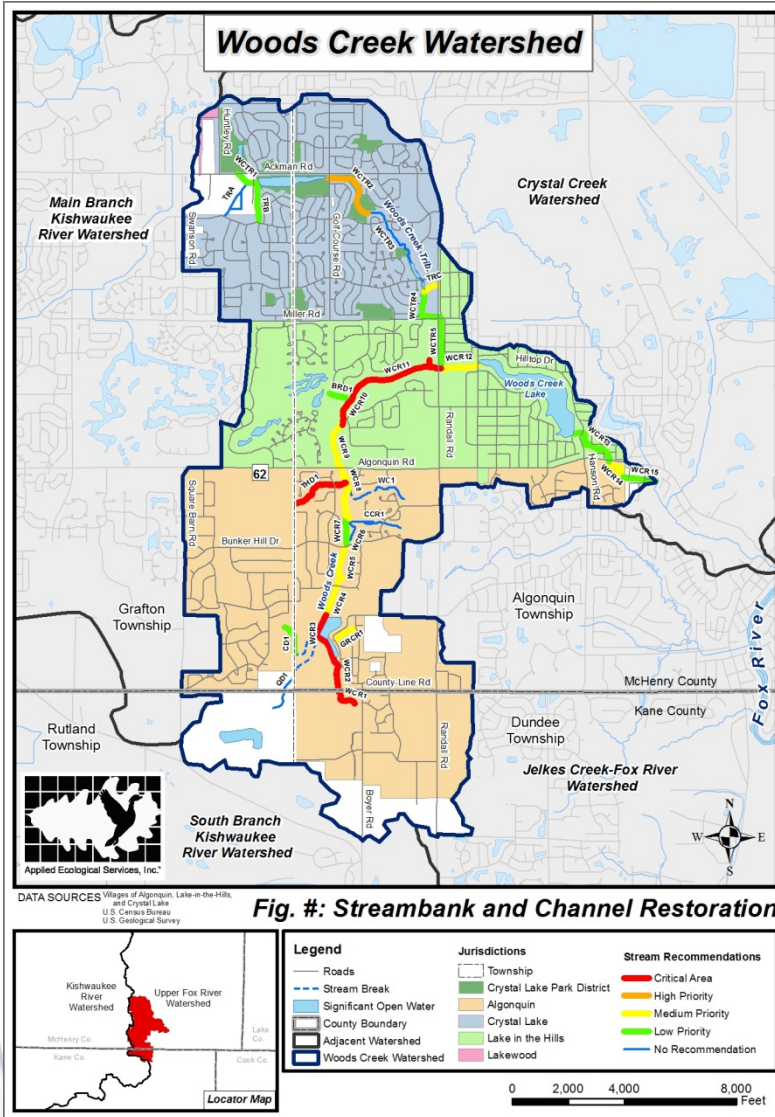 Woods Creek Watershed
Huntley Rd
Ackman Rd
WCTR1
TRA
TRB
WCTR2
Golf Course Rd
WCTR3
Woods Creek Trib.
Crystal Creek
Watershed
Main Branch
Kishwaukee
River Watershed
Swanson Rd
TRC
WCTR4
Miller Rd
WCTR5
WCR11
WCR12
Hilltop Dr
Woods Creek
Lake
BRD1
WCR10
WCR9
Randall Rd
WCR13
Algonquin Rd
62
Hanson Rd
WCR14
WCR15
THD1
WCR8
WC1
Square Barn Rd
CCR1
WCR7
WCR6
Bunker Hill Dr
WCR5
Woods Creek
WCR4
Grafton
Township
Algonquin
Township
WCR3
GRCR1
CD1
WCR2
QD1
County-Line Rd
WCR1
McHenry County
Kane County
Fox River
Rutland
Township
Randall Rd
Dundee
Township
Jelkes Creek-Fox River
Watershed
Boyer Rd
South Branch
Kishwaukee
River Watershed
Applied Ecological Services, Inc.™
N
W E
S
DATA SOURCES Villages of Algonquin, Lake-in-the-Hills,
and Crystal Lake
U.S. Census Bureau
U.S. Geological Survey
Fig. #: Streambank and Channel Restoration
Kishwaukee
River
Watershed
Upper Fox River
Watershed
McHenry Co.
Kane Co.
Lake
Co.
Cook Co.
Locator Map
Legend
Roads
Stream Break
Significant Open Water
County Boundary
Adjacent Watershed
Woods Creek Watershed
Jurisdictions
Township
Crystal Lake Park District
Algonquin
Crystal Lake
Lake in the Hills
Lakewood
Stream Recommendations
Critical Area
High Priority
Medium Priority
Low Priority
No Recommendation
0 2,000 4,000 8,000
Feet